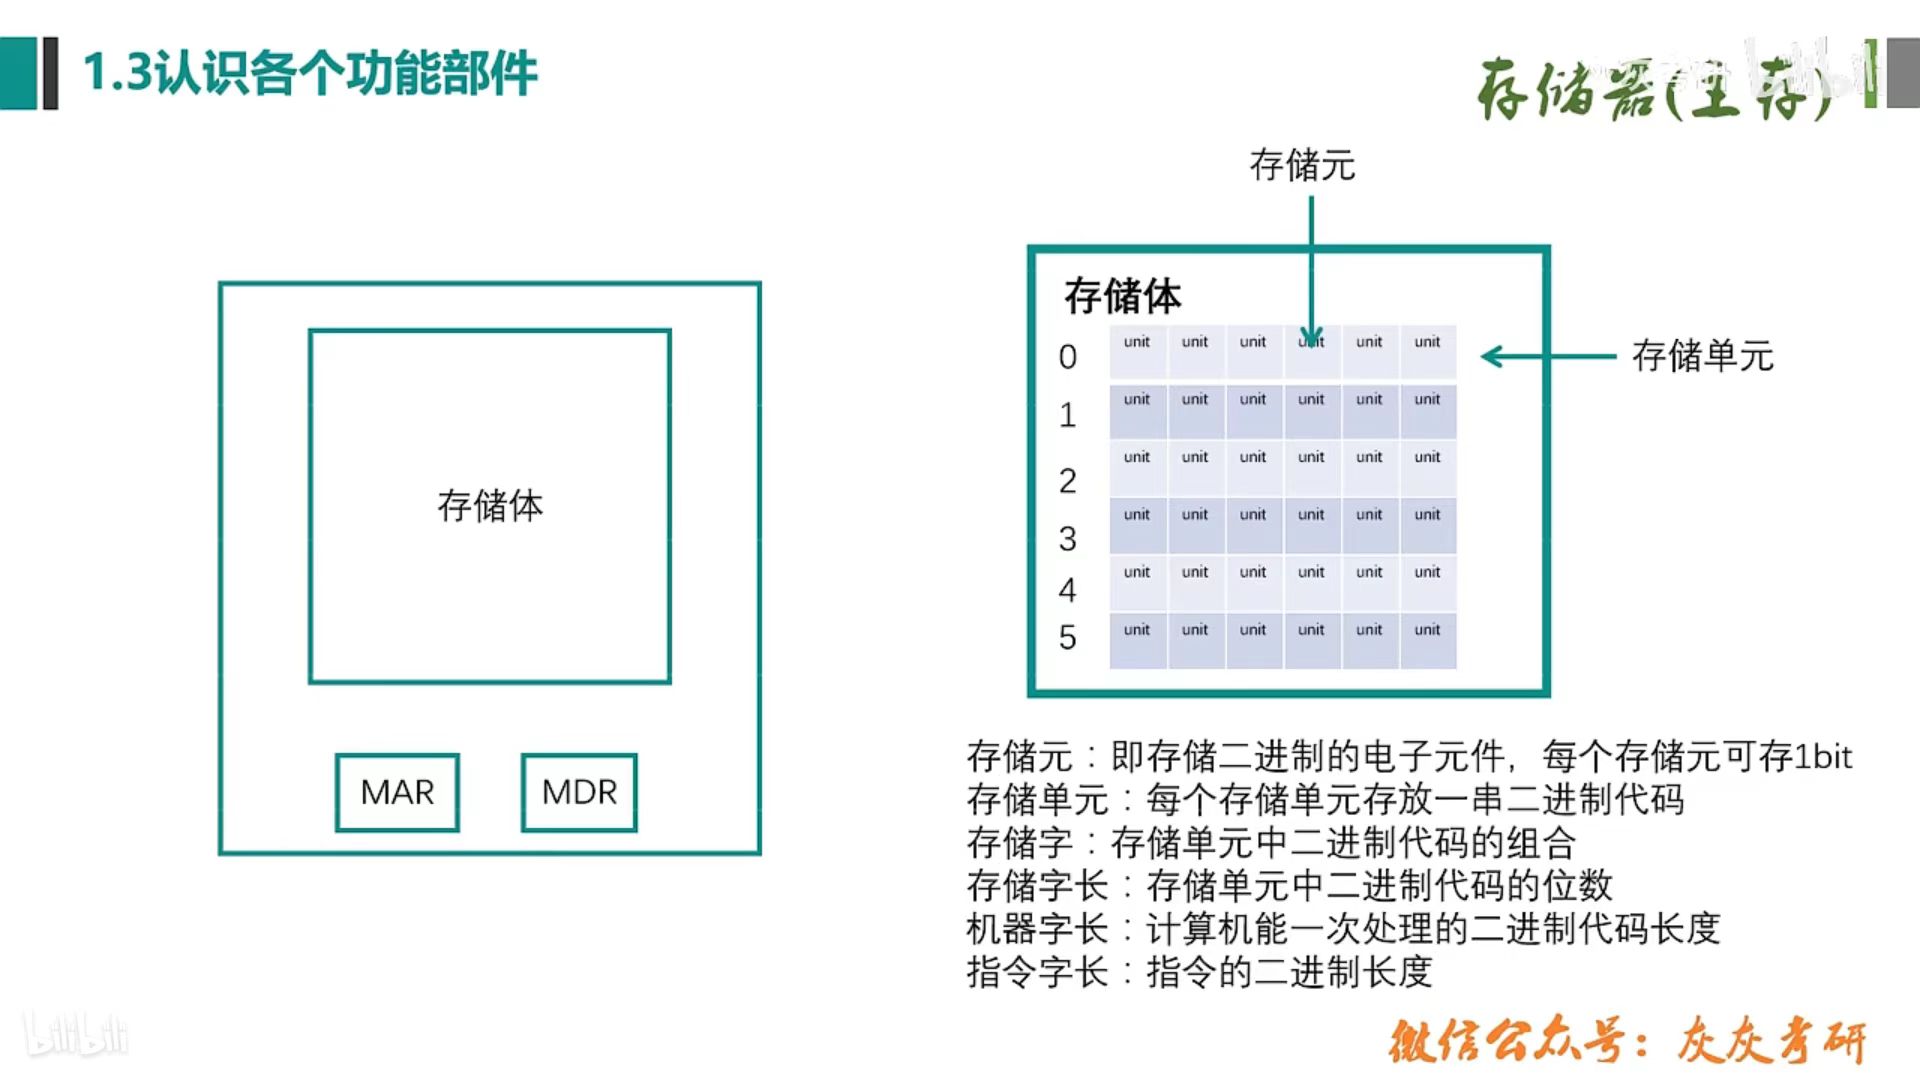 1.3认识各个功能部件
存储器(主存)
bilibili
存储体
MAR
MDR
存储元
存储体
存储单元
0 unit unit unit unit unit unit
1 unit unit unit unit unit unit
2 unit unit unit unit unit unit
3 unit unit unit unit unit unit
4 unit unit unit unit unit unit
5 unit unit unit unit unit unit
存储元：即存储二进制的电子元件，每个存储元可存1bit
存储单元：每个存储单元存放一串二进制代码
存储字：存储单元中二进制代码的组合
存储字长：存储单元中二进制代码的位数
机器字长：计算机能一次处理的二进制代码长度
指令字长：指令的二进制长度
微信公众号：灰灰考研
bilibili